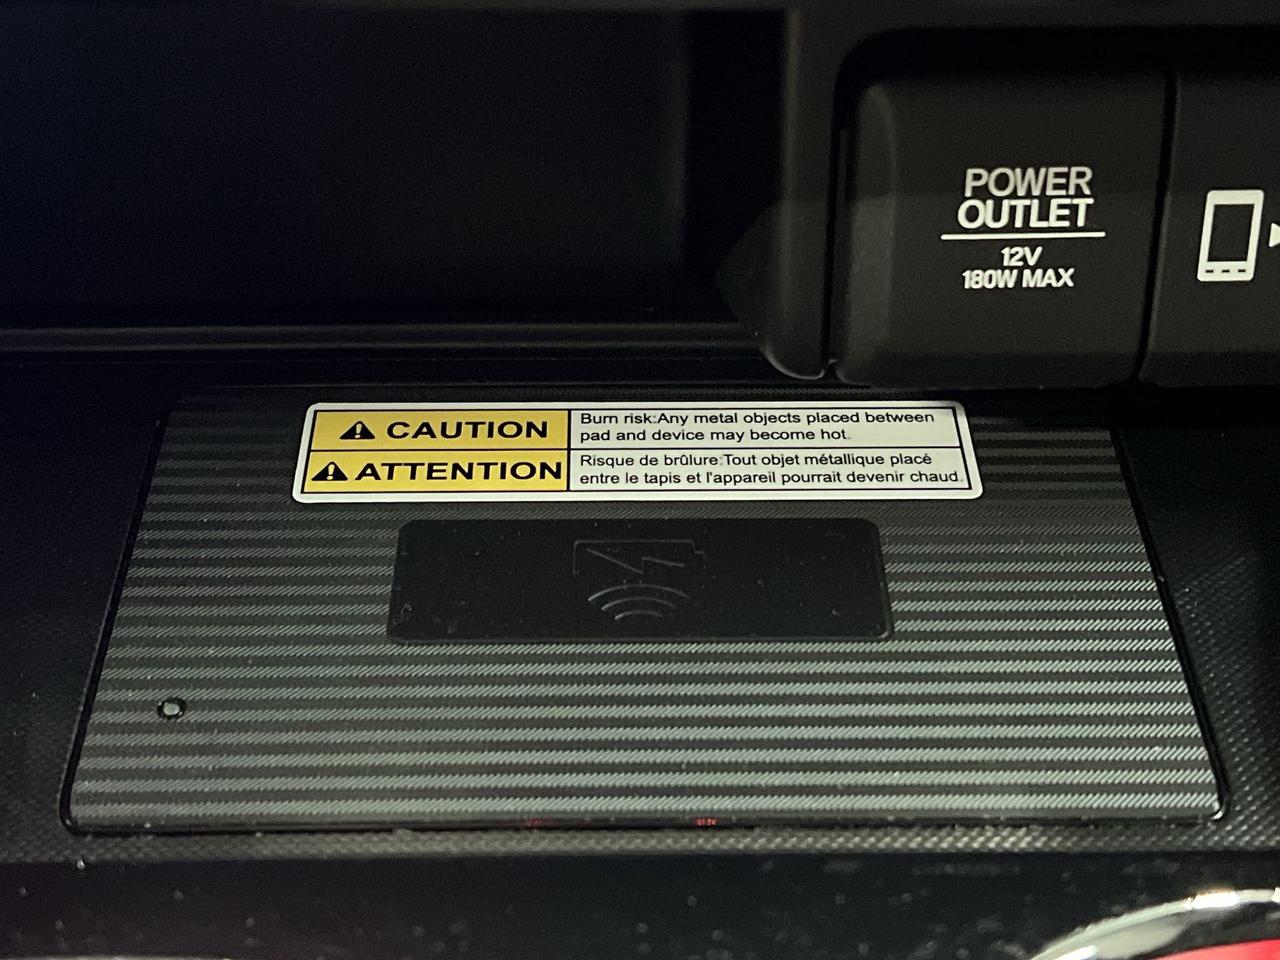 POWER
OUTLET
12V
180W MAX
CAUTION
Burn risk:Any metal objects placed between
pad and device may become hot.
ATTENTION
Risque de brûlure:Tout objet métallique placé
entre le tapis et l'appareil pourrait devenir chaud.